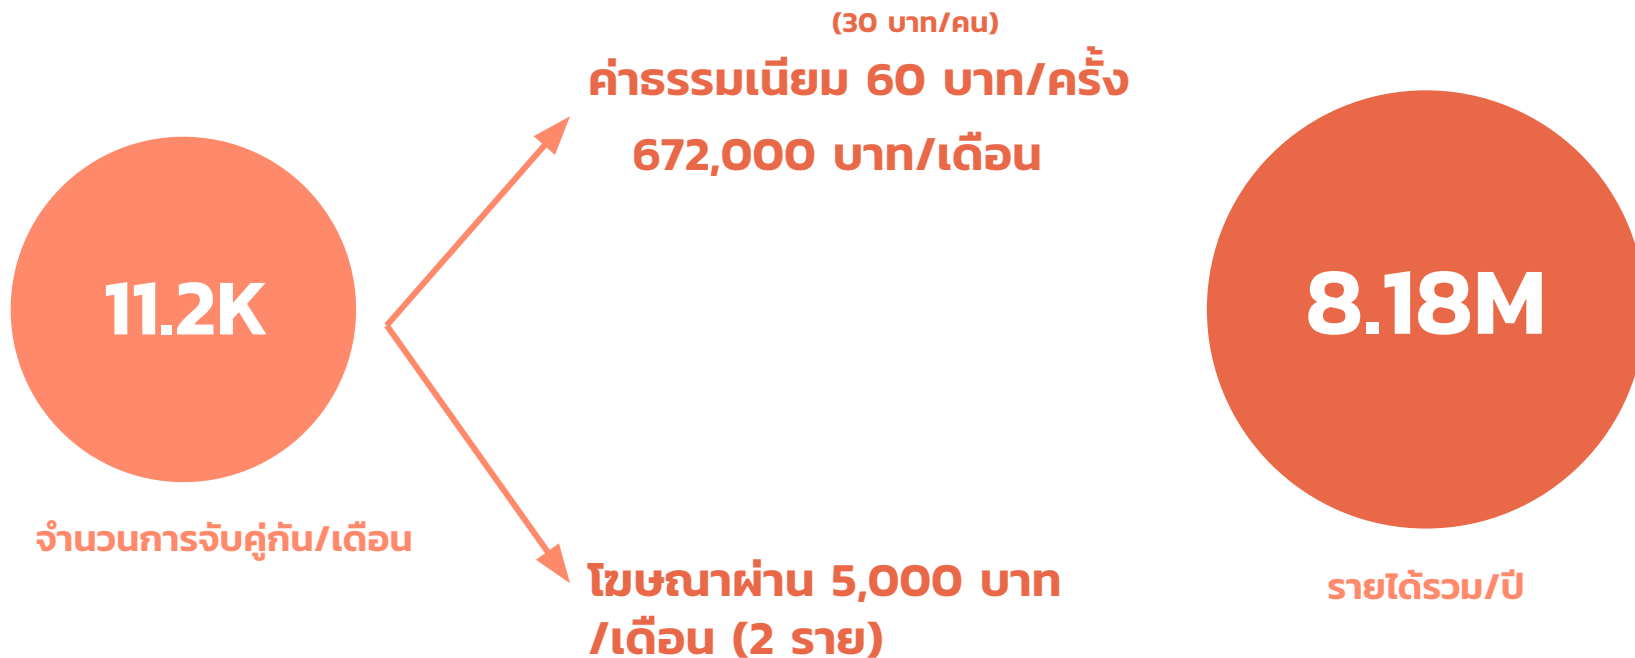 11.2K
จำนวนการจับคู่กัน/เดือน
(30 บาท/คน)
ค่าธรรมเนียม 60 บาท/ครั้ง
672,000 บาท/เดือน
โฆษณาผ่าน 5,000 บาท
/เดือน (2 ราย)
8.18M
รายได้รวม/ปี